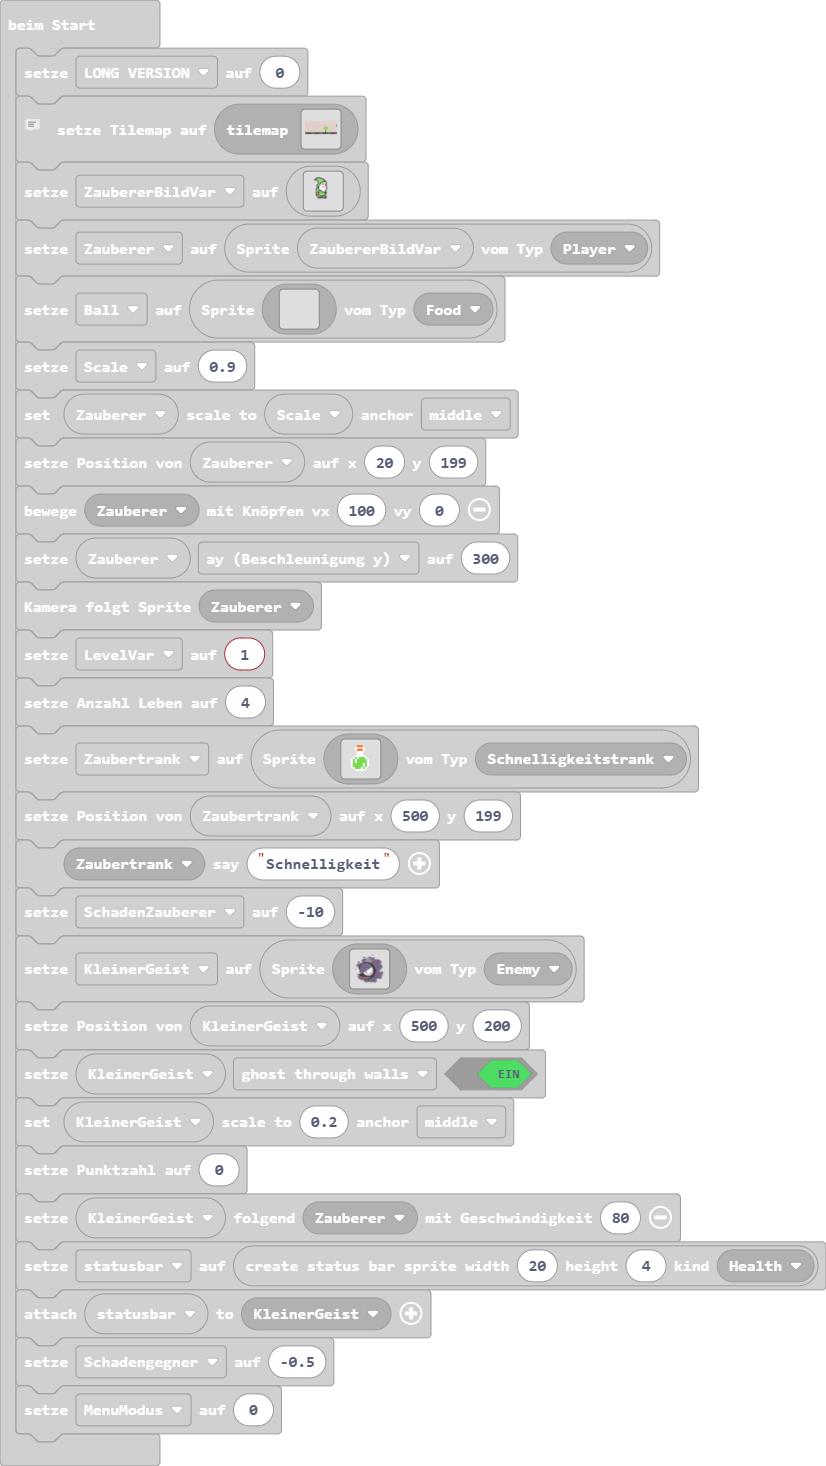 beim Start
setze LONG VERSION auf 0
setze Tilemap auf tilemap
setze ZaubererBildVar auf
setze Zauberer auf Sprite ZaubererBildVar vom Typ Player
setze Ball auf Sprite vom Typ Food
setze Scale auf 0.9
set Zauberer scale to Scale anchor middle
setze Position von Zauberer auf x 20 y 199
bewege Zauberer mit Knöpfen vx 100 vy 0
setze Zauberer ay (Beschleunigung y) auf 300
Kamera folgt Sprite Zauberer
setze LevelVar auf 1
setze Anzahl Leben auf 4
setze Zaubertrank auf Sprite vom Typ Schnelligkeitstrank
setze Position von Zaubertrank auf x 500 y 199
Zaubertrank say "Schnelligkeit"
setze SchadenZauberer auf -10
setze KleinerGeist auf Sprite vom Typ Enemy
setze Position von KleinerGeist auf x 500 y 200
setze KleinerGeist ghost through walls EIN
set KleinerGeist scale to 0.2 anchor middle
setze Punktzahl auf 0
setze KleinerGeist folgend Zauberer mit Geschwindigkeit 80
setze statusbar auf create status bar sprite width 20 height 4 kind Health
attach statusbar to KleinerGeist
setze Schadengegner auf -0.5
setze MenuModus auf 0